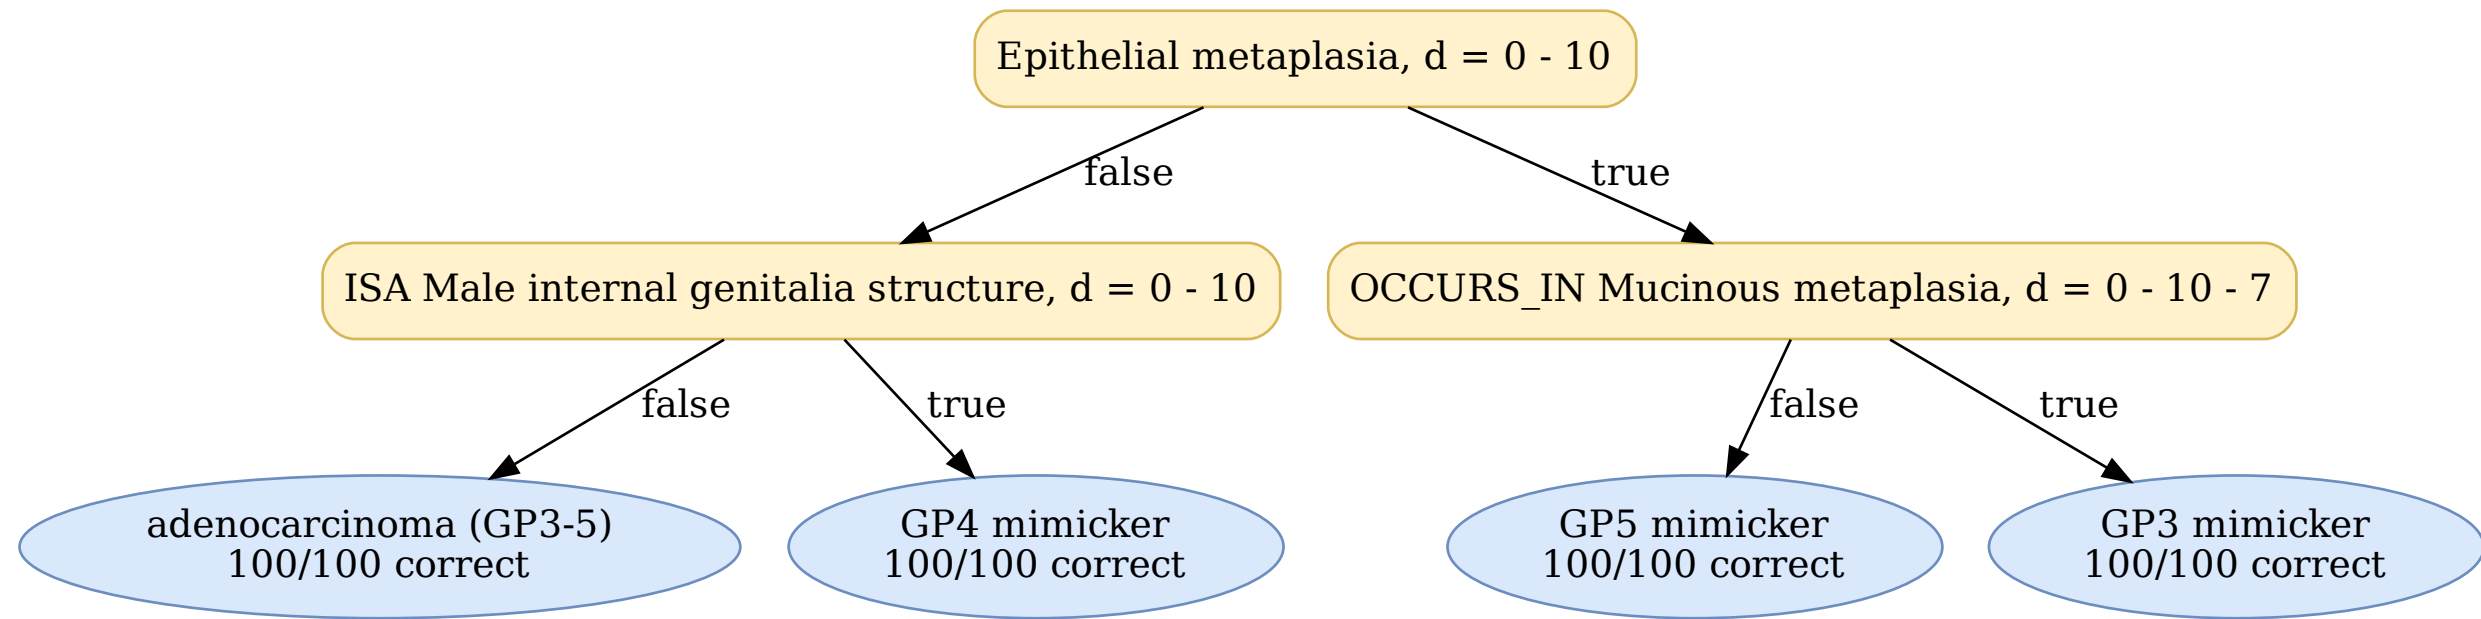 Epithelial metaplasia, d = 0 - 10
false
true
ISA Male internal genitalia structure, d = 0 - 10
OCCURS_IN Mucinous metaplasia, d = 0 - 10 - 7
false
true
false
true
adenocarcinoma (GP3-5)
100/100 correct
GP4 mimicker
100/100 correct
GP5 mimicker
100/100 correct
GP3 mimicker
100/100 correct